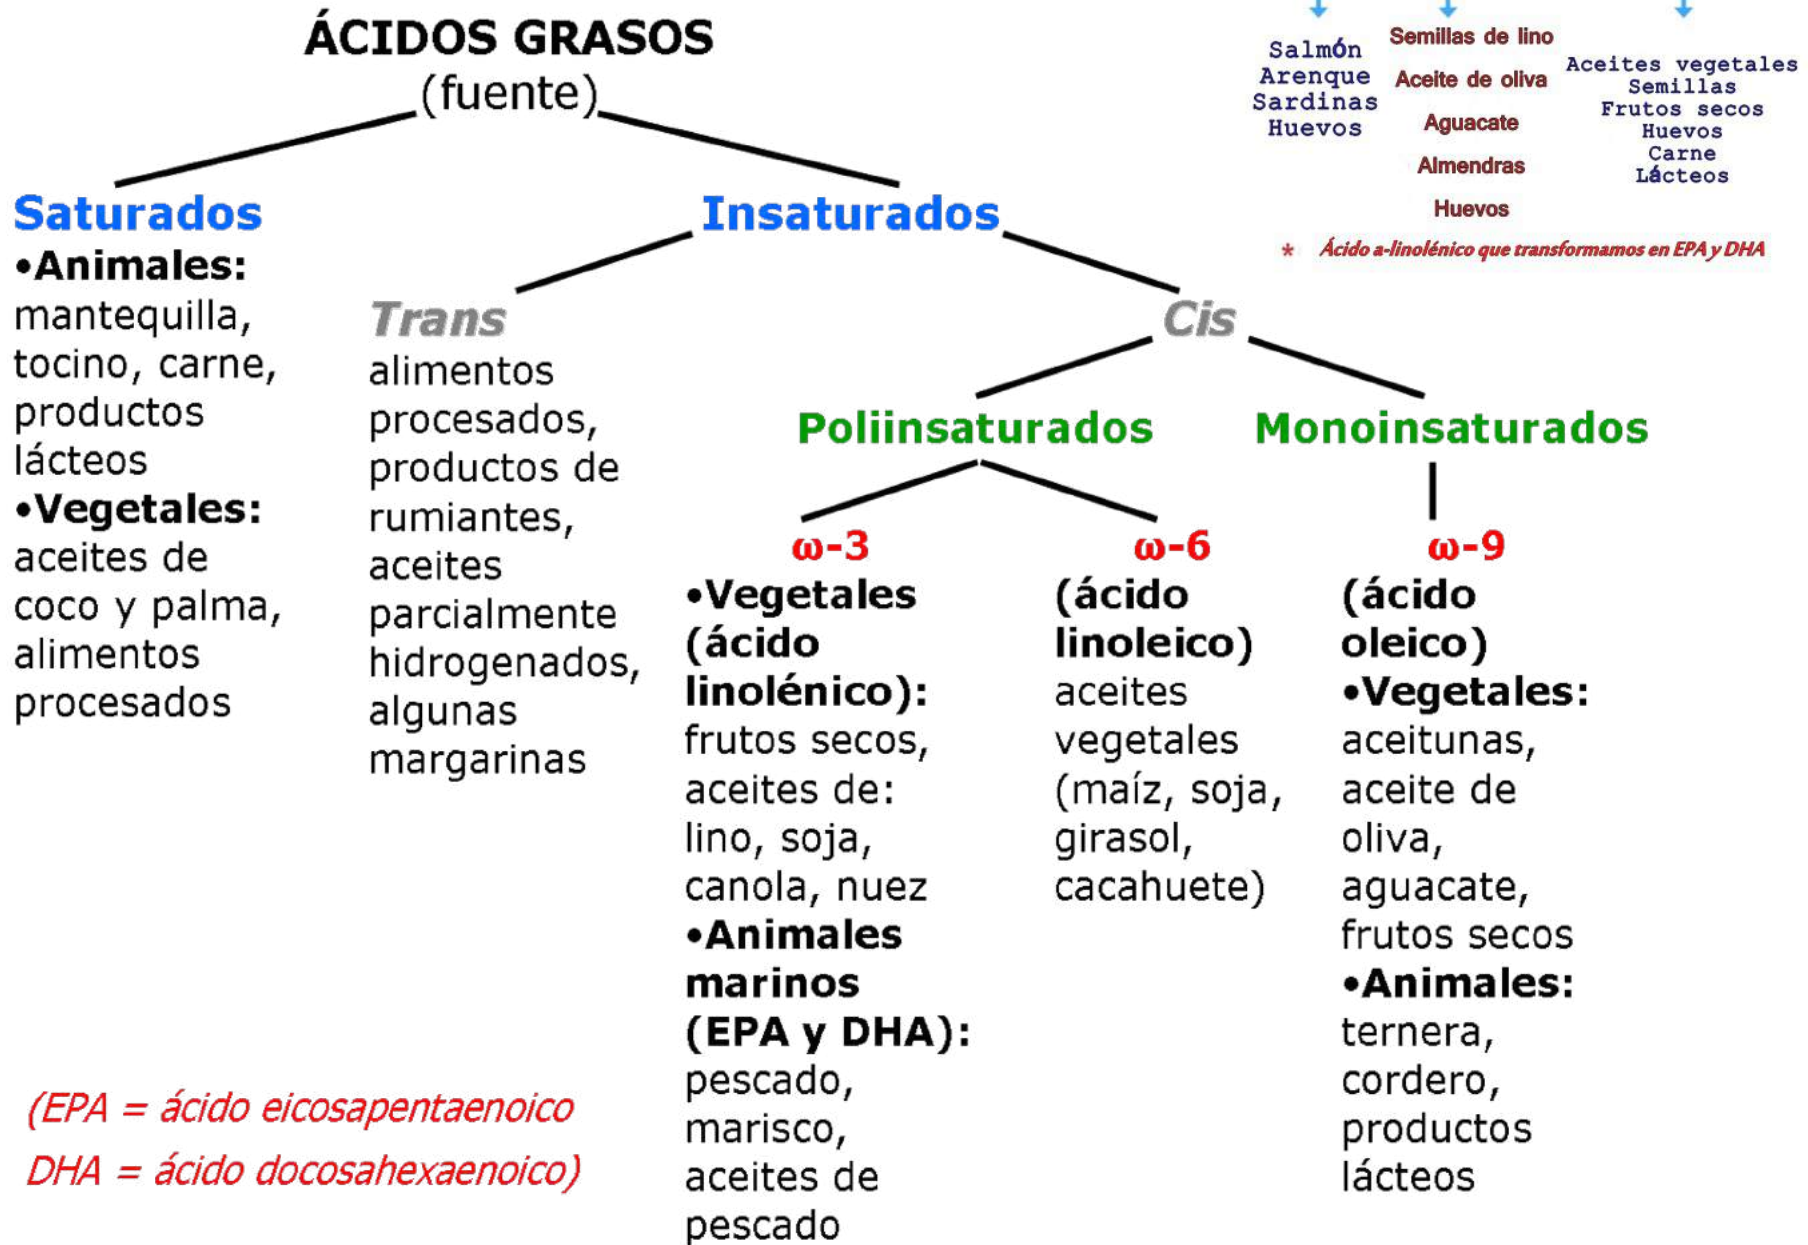 ÁCIDOS GRASOS
(fuente)
Salmón
Arenque
Sardinas
Huevos
Semillas de lino
Aceite de oliva
Aguacate
Almendras
Huevos
Aceites vegetales
Semillas
Frutos secos
Huevos
Carne
Lácteos
* Ácido a-linolénico que transformamos en EPA y DHA
Saturados
•Animales:
mantequilla,
tocino, carne,
productos
lácteos
•Vegetales:
aceites de
coco y palma,
alimentos
procesados
Insaturados
Trans
alimentos
procesados,
productos de
rumiantes,
aceites
parcialmente
hidrogenados,
algunas
margarinas
Cis
Poliinsaturados
ω-3
•Vegetales
(ácido
linolénico):
frutos secos,
aceites de:
lino, soja,
canola, nuez
•Animales
marinos
(EPA y DHA):
pescado,
marisco,
aceites de
pescado
ω-6
(ácido
linoleico)
aceites
vegetales
(maíz, soja,
girasol,
cacahuete)
Monoinsaturados
ω-9
(ácido
oleico)
•Vegetales:
aceitunas,
aceite de
oliva,
aguacate,
frutos secos
•Animales:
ternera,
cordero,
productos
lácteos
(EPA = ácido eicosapentaenoico
DHA = ácido docosahexaenoico)